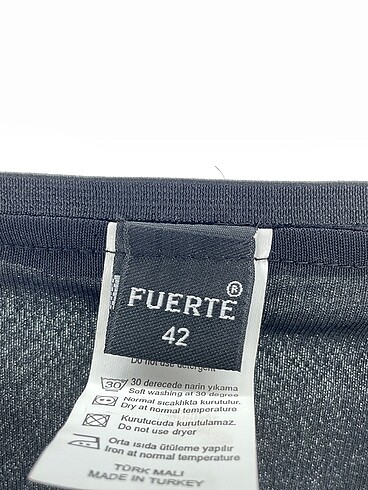 FUERTE ®
42
Do not use detergent
30 30 derecede narin yıkama
Soft washing at 30 degree
Normal sıcaklıkta kurutulur.
Dry at normal temperature
Kurutucu kurutulamaz.
Do not use dryer
Orta ısıda ütüleme yapılır
Iron at normal temperature
TÜRK MALI
MADE IN TURKEY